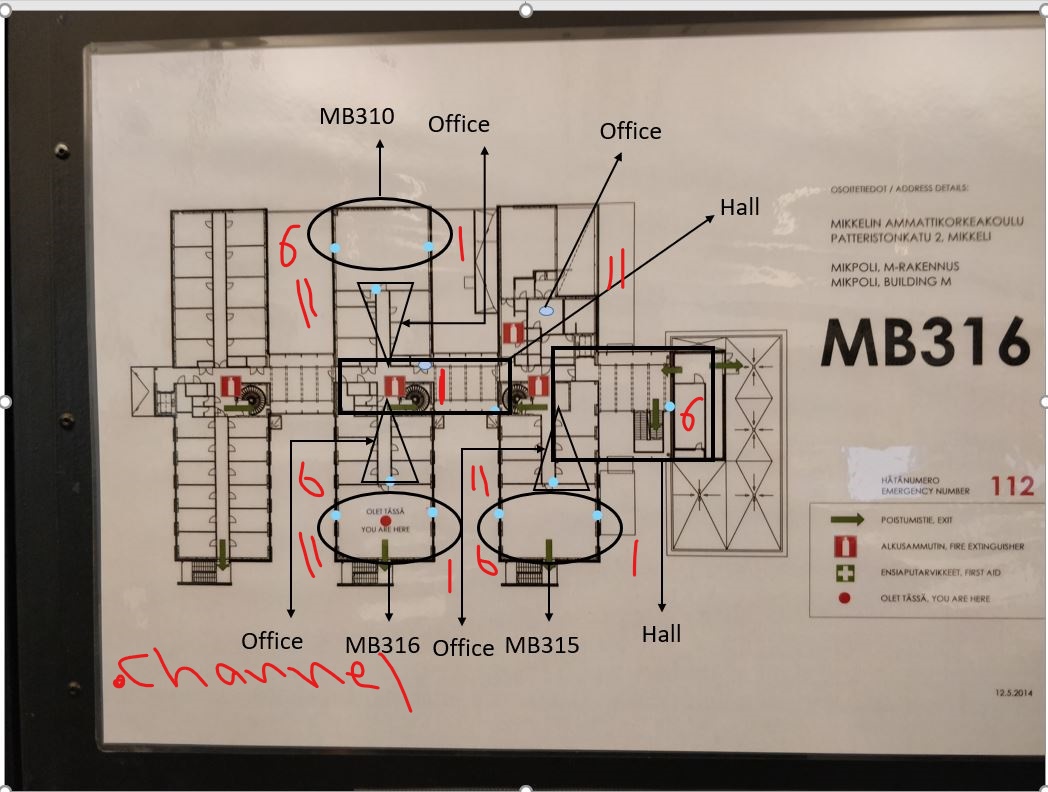 MB310
Office
Office
Hall
6
1
11
11
1
6
6
11
11
1
6
1
OLET TÄSSÄ
YOU ARE HERE
Office
MB316
Office
MB315
Hall
Channel
OSOITETIEDOT / ADDRESS DETAILS:
MIKKELIN AMMATTIKORKEAKOULU
PATTERISTONKATU 2, MIKKELI
MIKPOLI, M-RAKENNUS
MIKPOLI, BUILDING M
MB316
HÄTÄNUMERO
EMERGENCY NUMBER 112
POISTUMISTIE, EXIT
ALKUSAMMUTIN, FIRE EXTINGUISHER
ENSIAPUTARVIKKEET, FIRST AID
OLET TÄSSÄ, YOU ARE HERE
12.5.2014